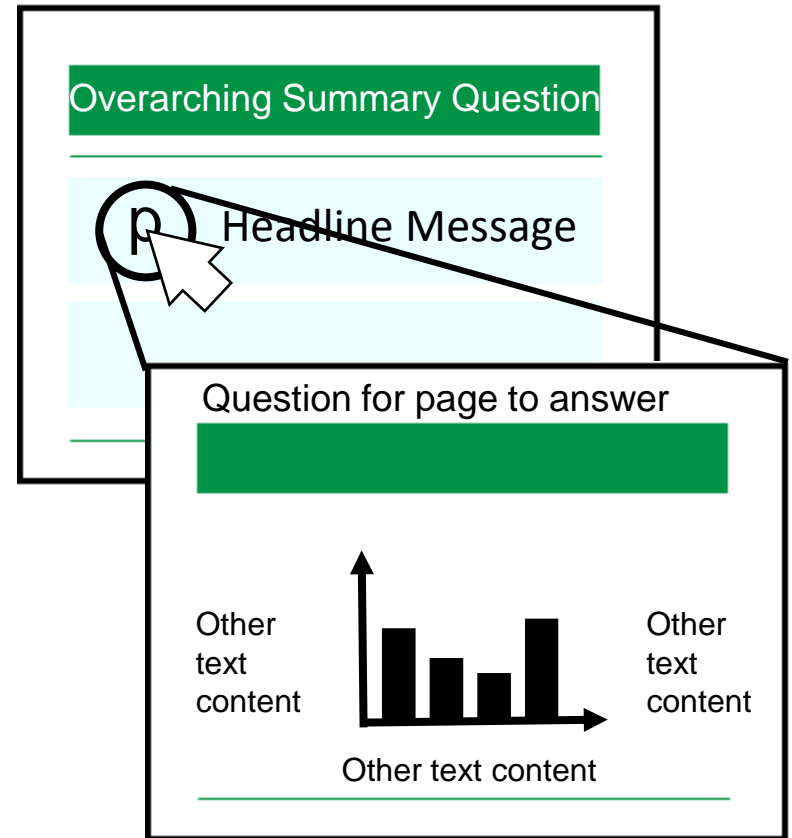 Overarching Summary Question
p Headline Message
Question for page to answer
Other
text
content
Other
text
content
Other text content